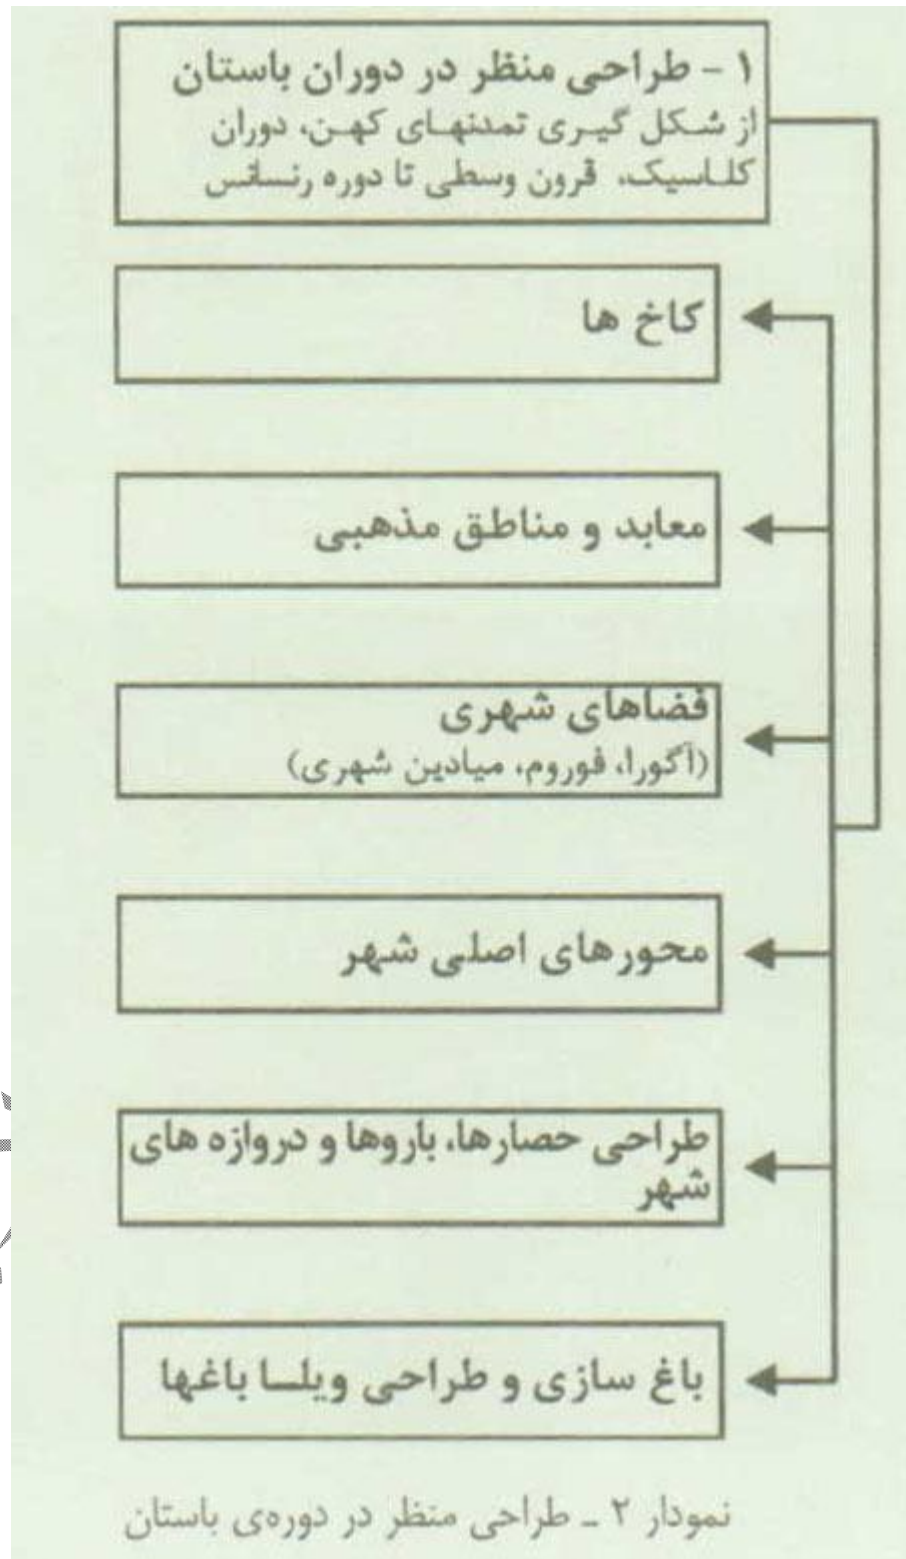 ۱ - طراحی منظر در دوران باستان
از شکل گیری تمدنهای کهن، دوران
کلاسیک، قرون وسطی تا دوره رنسانس
کاخ ها
معابد و مناطق مذهبی
فضاهای شهری
(آگورا، فوروم، میادین شهری)
محورهای اصلی شهر
طراحی حصارها، باروها و دروازه های
شهر
باغ سازی و طراحی ویلا باغها
نمودار ۲ ـ طراحی منظر در دوره‌ی باستان